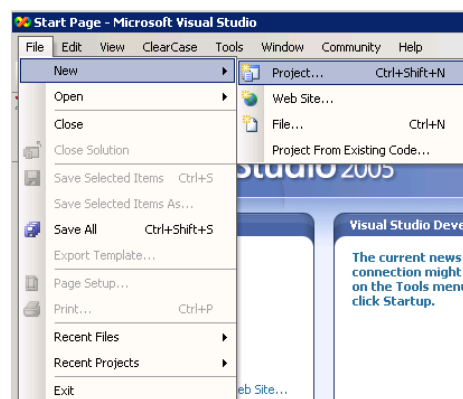 Start Page - Microsoft Visual Studio
File Edit View ClearCase Tools Window Community Help
New
Project... Ctrl+Shift+N
Open
Web Site...
Close
File... Ctrl+N
Close Solution
Project From Existing Code...
Studio 2005
Save Selected Items Ctrl+S
Save Selected Items As...
Save All Ctrl+Shift+S
Visual Studio Deve
Export Template...
The current news
connection might
Page Setup...
on the Tools menu
click Startup.
Print... Ctrl+P
Recent Files
Recent Projects
Exit
eb Site...